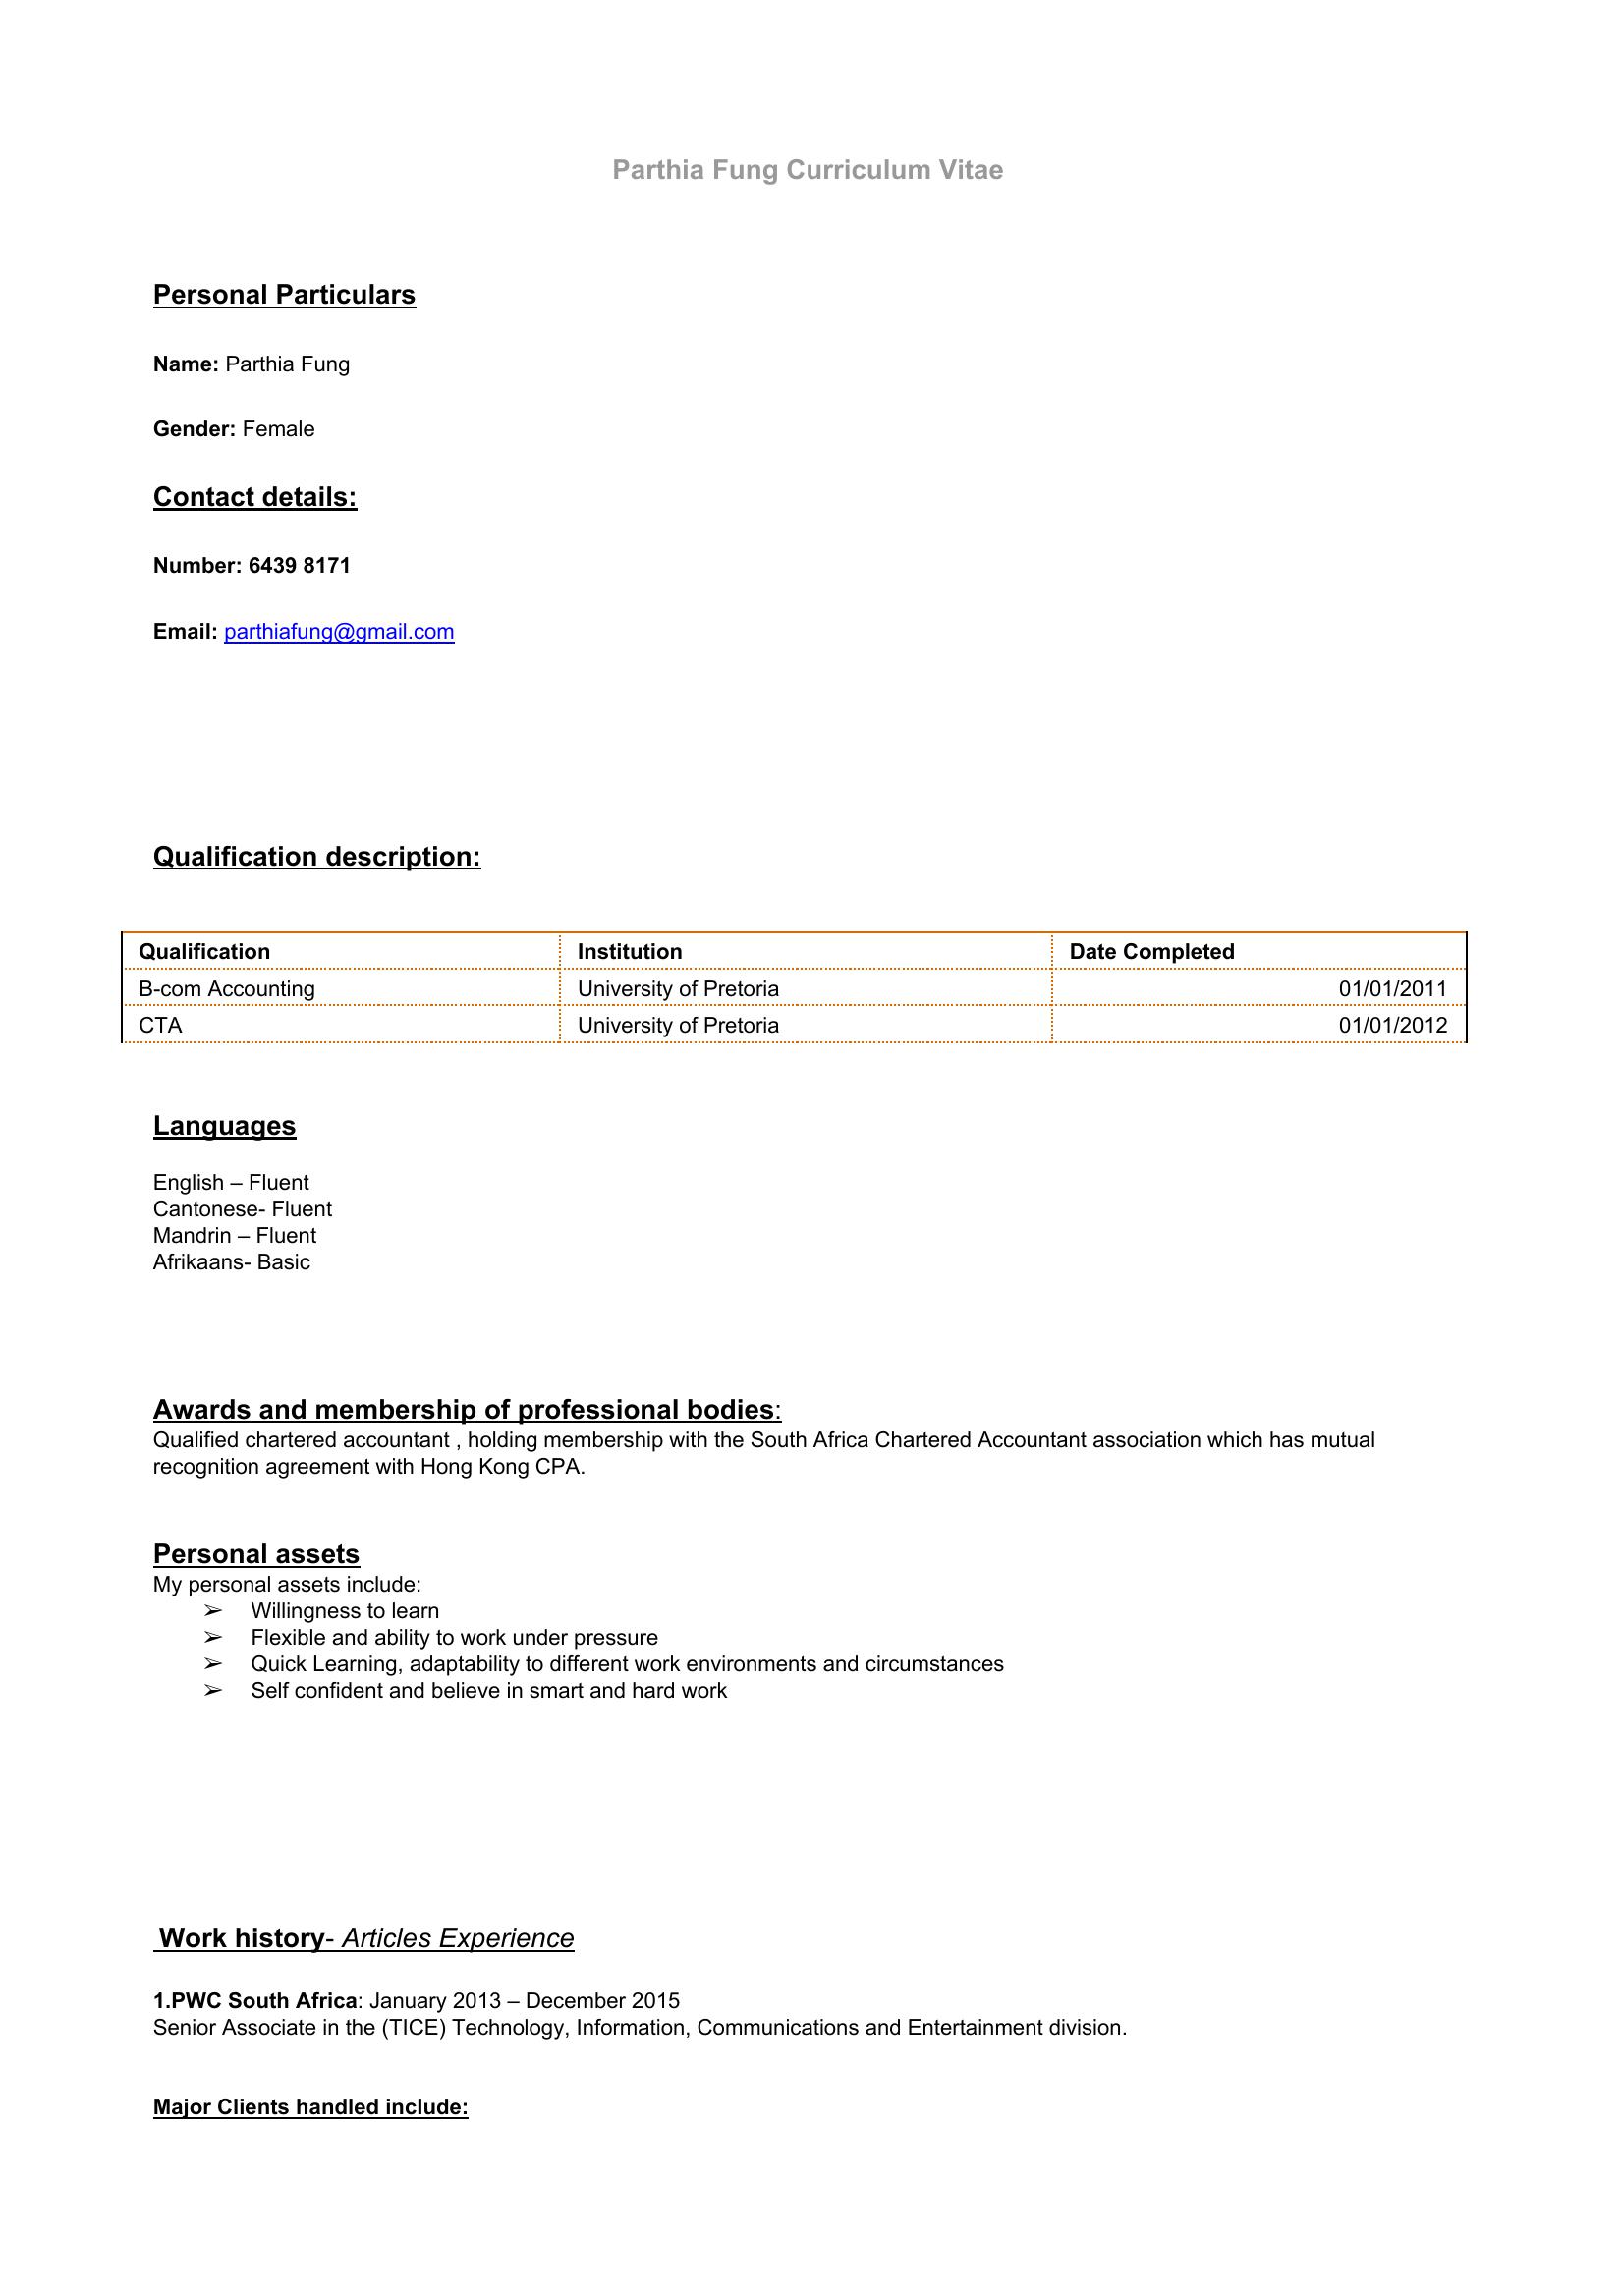 Parthia Fung Curriculum Vitae
Personal Particulars
Name: Parthia Fung
Gender: Female
Contact details:
Number: 6439 8171
Email: parthiafung@gmail.com
Qualification description:
Qualification Institution Date Completed
B-com Accounting University of Pretoria 01/01/2011
CTA University of Pretoria 01/01/2012
Languages
English – Fluent
Cantonese- Fluent
Mandrin – Fluent
Afrikaans- Basic
Awards and membership of professional bodies:
Qualified chartered accountant , holding membership with the South Africa Chartered Accountant association which has mutual
recognition agreement with Hong Kong CPA.
Personal assets
My personal assets include:
➢ Willingness to learn
➢ Flexible and ability to work under pressure
➢ Quick Learning, adaptability to different work environments and circumstances
➢ Self confident and believe in smart and hard work
Work history- Articles Experience
1.PWC South Africa: January 2013 – December 2015
Senior Associate in the (TICE) Technology, Information, Communications and Entertainment division.
Major Clients handled include: